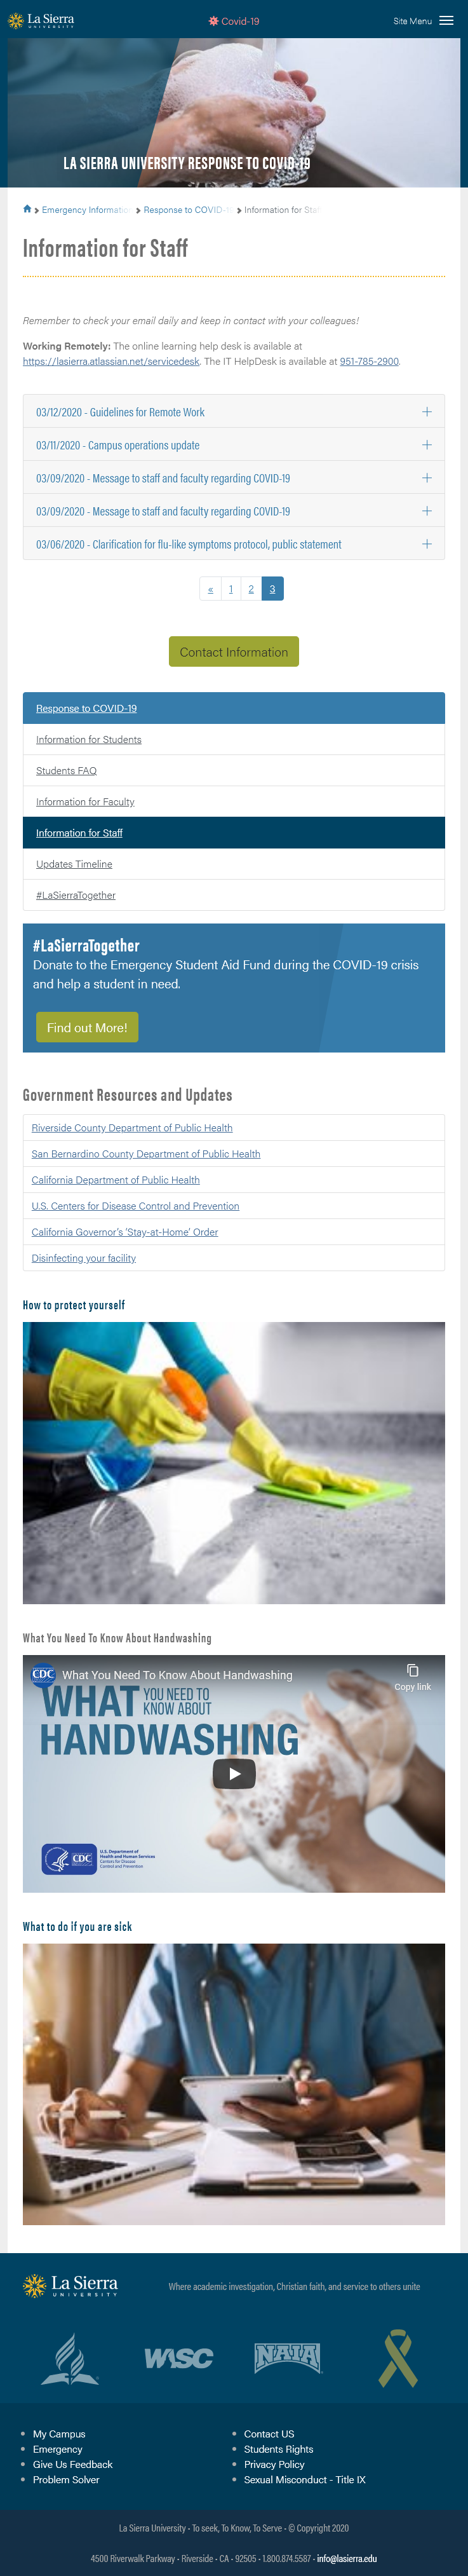 La Sierra
UNIVERSITY
Covid-19
Site Menu
LA SIERRA UNIVERSITY RESPONSE TO COVID-19
Emergency Information
Response to COVID-
Information for Staff
Information for Staff
Remember to check your email daily and keep in contact with your colleagues!
Working Remotely: The online learning help desk is available at
https://lasierra.atlassian.net/servicedesk. The IT HelpDesk is available at 951-785-2900.
03/12/2020 - Guidelines for Remote Work
03/11/2020 - Campus operations update
03/09/2020 - Message to staff and faculty regarding COVID-19
03/09/2020 - Message to staff and faculty regarding COVID-19
03/06/2020 - Clarification for flu-like symptoms protocol, public statement
« 1 2 3
Contact Information
Response to COVID-19
Information for Students
Students FAQ
Information for Faculty
Information for Staff
Updates Timeline
#LaSierraTogether
#LaSierraTogether
Donate to the Emergency Student Aid Fund during the COVID-19 crisis
and help a student in need.
Find out More!
Government Resources and Updates
Riverside County Department of Public Health
San Bernardino County Department of Public Health
California Department of Public Health
U.S. Centers for Disease Control and Prevention
California Governor's 'Stay-at-Home' Order
Disinfecting your facility
How to protect yourself
What You Need To Know About Handwashing
CDC
What You Need To Know About Handwashing
Copy link
WHAT YOU NEED TO KNOW ABOUT
HANDWASHING
CDC
U.S. Department of
Health and Human Services
Centers for Disease
Control and Prevention
What to do if you are sick
La Sierra
UNIVERSITY
Where academic investigation, Christian faith, and service to others unite
WASC
NAIA
My Campus
Emergency
Give Us Feedback
Problem Solver
Contact US
Students Rights
Privacy Policy
Sexual Misconduct - Title IX
La Sierra University • To seek, To Know, To Serve • © Copyright 2020
4500 Riverwalk Parkway • Riverside • CA • 92505 • 1.800.874.5587 • info@lasierra.edu